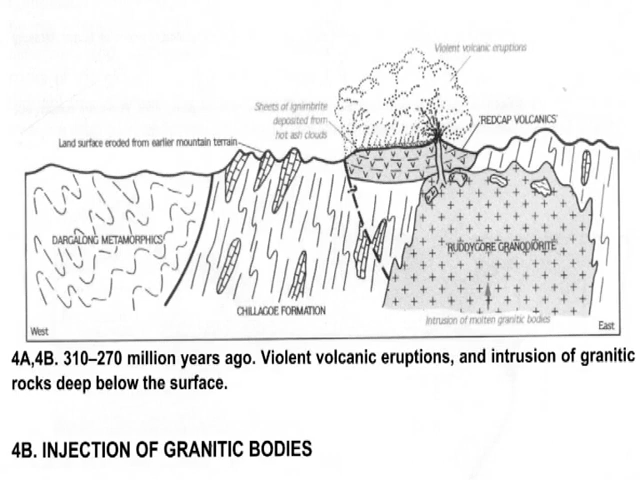 Violent volcanic eruptions
Sheets of ignimbrite
deposited from
hot ash clouds
'REDCAP VOLCANICS'
Land surface eroded from earlier mountain terrain
DARGALONG METAMORPHICS
RUDDYGORE GRANODIORITE
CHILLAGOE FORMATION
Intrusion of molten granitic bodies
West
East
4A,4B. 310–270 million years ago. Violent volcanic eruptions, and intrusion of granitic
rocks deep below the surface.
4B. INJECTION OF GRANITIC BODIES